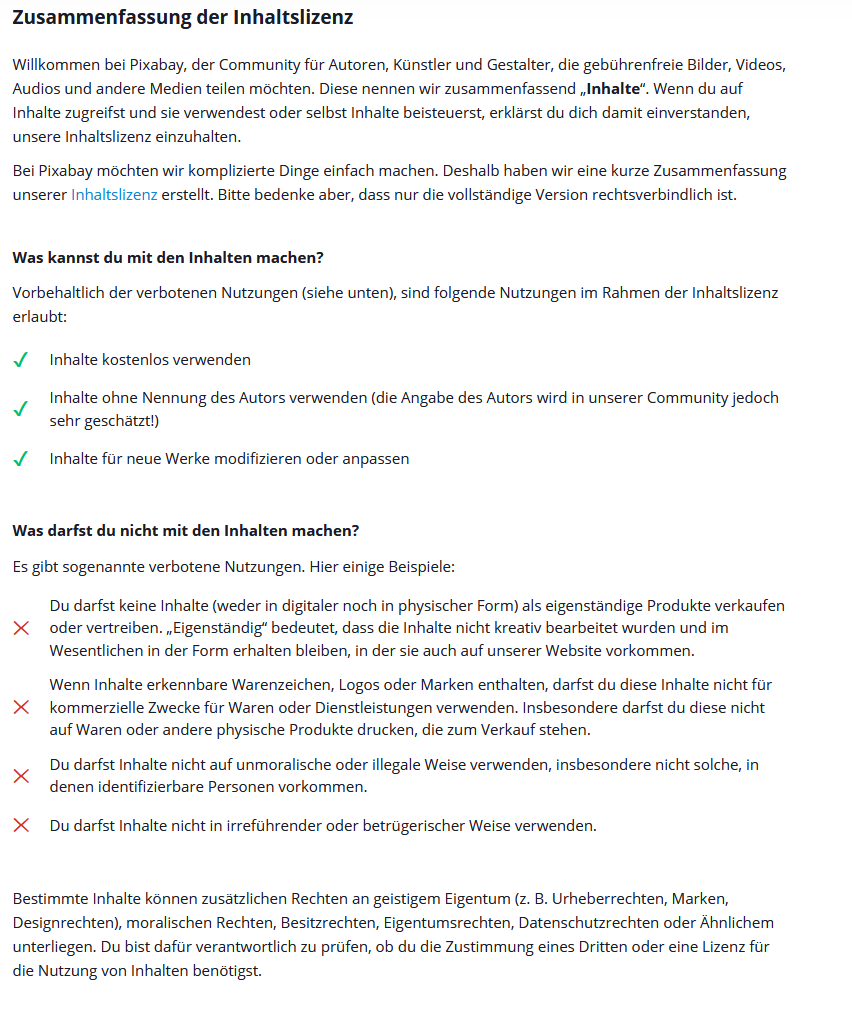 Zusammenfassung der Inhaltslizenz
Willkommen bei Pixabay, der Community für Autoren, Künstler und Gestalter, die gebührenfreie Bilder, Videos,
Audios und andere Medien teilen möchten. Diese nennen wir zusammenfassend „Inhalte“. Wenn du auf
Inhalte zugreifst und sie verwendest oder selbst Inhalte beisteuerst, erklärst du dich damit einverstanden,
unsere Inhaltslizenz einzuhalten.
Bei Pixabay möchten wir komplizierte Dinge einfach machen. Deshalb haben wir eine kurze Zusammenfassung
unserer Inhaltslizenz erstellt. Bitte bedenke aber, dass nur die vollständige Version rechtsverbindlich ist.
Was kannst du mit den Inhalten machen?
Vorbehaltlich der verbotenen Nutzungen (siehe unten), sind folgende Nutzungen im Rahmen der Inhaltslizenz
erlaubt:
Inhalte kostenlos verwenden
Inhalte ohne Nennung des Autors verwenden (die Angabe des Autors wird in unserer Community jedoch
sehr geschätzt!)
Inhalte für neue Werke modifizieren oder anpassen
Was darfst du nicht mit den Inhalten machen?
Es gibt sogenannte verbotene Nutzungen. Hier einige Beispiele:
Du darfst keine Inhalte (weder in digitaler noch in physischer Form) als eigenständige Produkte verkaufen
oder vertreiben. „Eigenständig“ bedeutet, dass die Inhalte nicht kreativ bearbeitet wurden und im
Wesentlichen in der Form erhalten bleiben, in der sie auch auf unserer Website vorkommen.
Wenn Inhalte erkennbare Warenzeichen, Logos oder Marken enthalten, darfst du diese Inhalte nicht für
kommerzielle Zwecke für Waren oder Dienstleistungen verwenden. Insbesondere darfst du diese nicht
auf Waren oder andere physische Produkte drucken, die zum Verkauf stehen.
Du darfst Inhalte nicht auf unmoralische oder illegale Weise verwenden, insbesondere nicht solche, in
denen identifizierbare Personen vorkommen.
Du darfst Inhalte nicht in irreführender oder betrügerischer Weise verwenden.
Bestimmte Inhalte können zusätzlichen Rechten an geistigem Eigentum (z. B. Urheberrechten, Marken,
Designrechten), moralischen Rechten, Besitzrechten, Eigentumsrechten, Datenschutzrechten oder Ähnlichem
unterliegen. Du bist dafür verantwortlich zu prüfen, ob du die Zustimmung eines Dritten oder eine Lizenz für
die Nutzung von Inhalten benötigst.